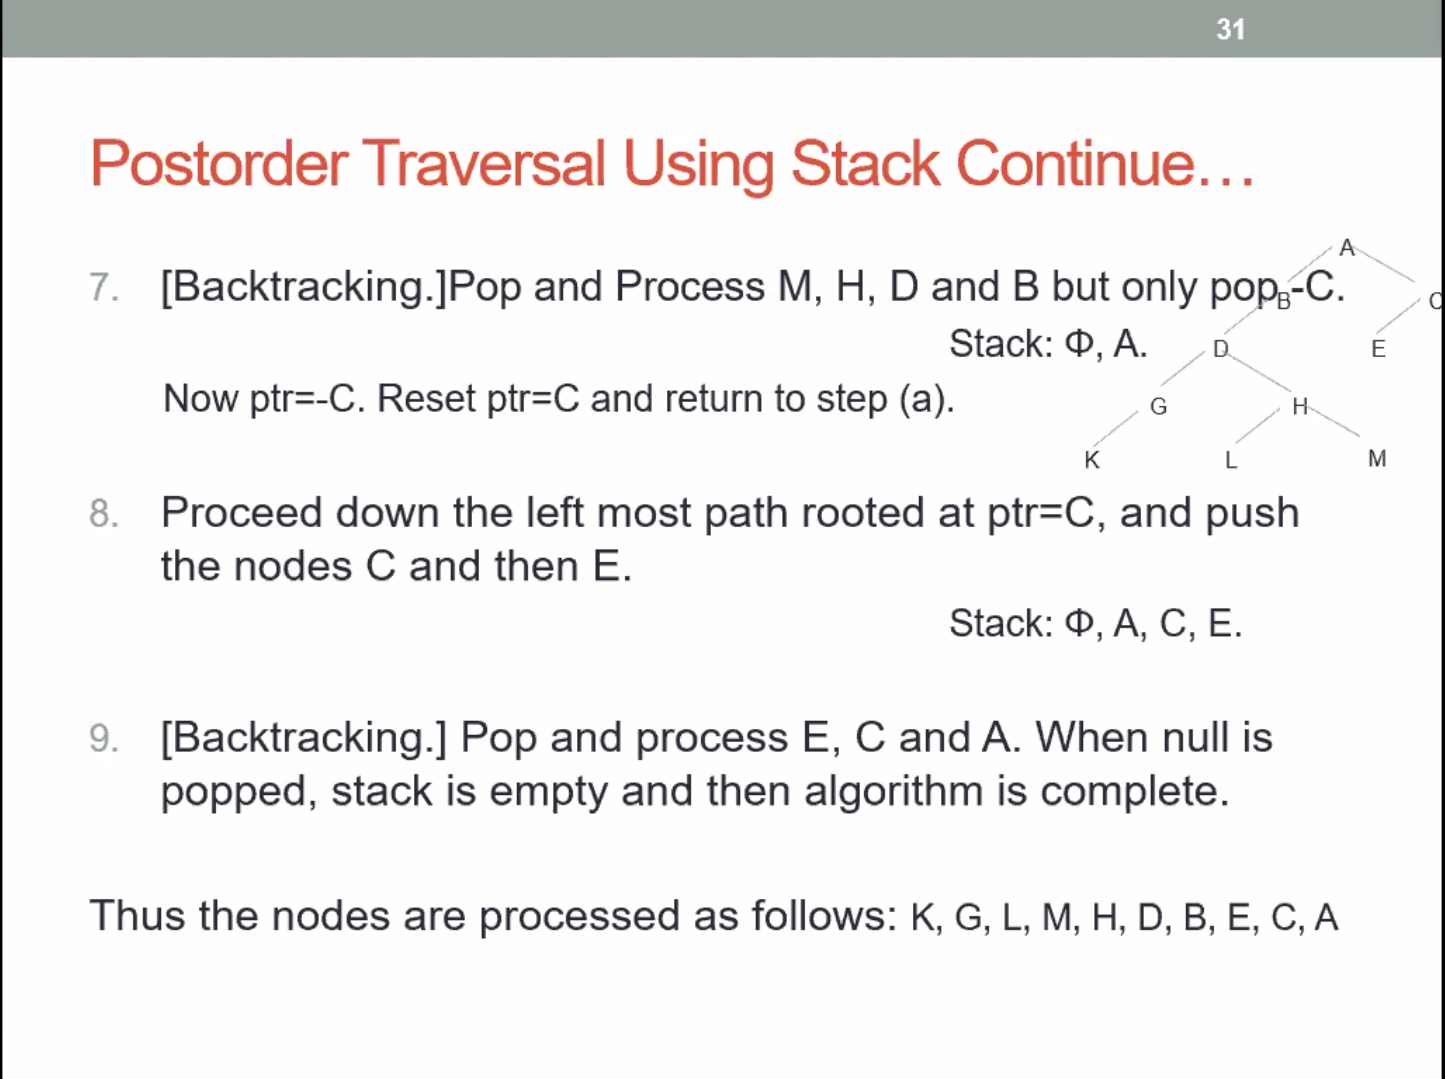 31
Postorder Traversal Using Stack Continue...
7. [Backtracking.]Pop and Process M, H, D and B but only pop -C.
Stack: Φ, A.
Now ptr=-C. Reset ptr=C and return to step (a).
A
B C
D E
G H
K L M
8. Proceed down the left most path rooted at ptr=C, and push
the nodes C and then E.
Stack: Φ, A, C, E.
9. [Backtracking.] Pop and process E, C and A. When null is
popped, stack is empty and then algorithm is complete.
Thus the nodes are processed as follows: K, G, L, M, H, D, B, E, C, A